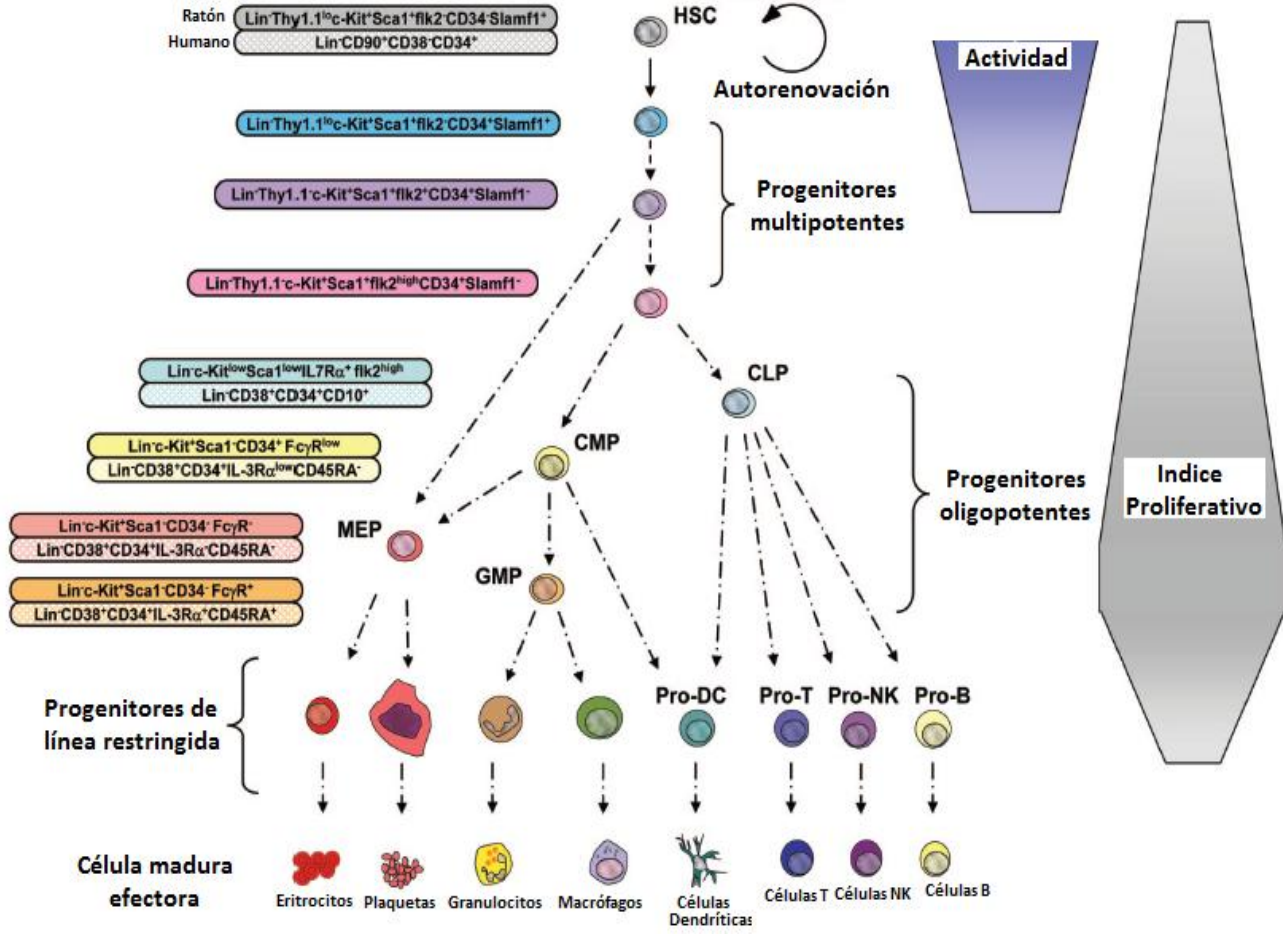 Ratón
Lin⁻Thy1.1ˡᵒc-Kit⁺Sca1⁺flk2⁻CD34⁻Slamf1⁺
Humano
Lin⁻CD90⁺CD38⁻CD34⁺
HSC
Autorenovación
Actividad
Lin⁻Thy1.1ˡᵒc-Kit⁺Sca1⁺flk2⁻CD34⁺Slamf1⁺
Lin⁻Thy1.1⁻c-Kit⁺Sca1⁺flk2⁺CD34⁺Slamf1⁻
Progenitores
multipotentes
Lin⁻Thy1.1⁻c-Kit⁺Sca1⁺flk2ʰⁱᵍʰCD34⁺Slamf1⁻
Lin⁻c-KitˡᵒʷSca1ˡᵒʷIL7Rα⁺ flk2ʰⁱᵍʰ
Lin⁻CD38⁺CD34⁺CD10⁺
CLP
Lin⁻c-Kit⁺Sca1⁻CD34⁺ FcγRˡᵒʷ
Lin⁻CD38⁺CD34⁺IL-3RαˡᵒʷCD45RA⁻
CMP
Progenitores
oligopotentes
Indice
Proliferativo
Lin⁻c-Kit⁺Sca1⁻CD34⁻ FcγR⁻
Lin⁻CD38⁺CD34⁺IL-3Rα⁻CD45RA⁻
MEP
Lin⁻c-Kit⁺Sca1⁻CD34⁻ FcγR⁺
Lin⁻CD38⁺CD34⁺IL-3Rα⁺CD45RA⁺
GMP
Progenitores de
línea restringida
Pro-DC
Pro-T
Pro-NK
Pro-B
Célula madura
efectora
Eritrocitos
Plaquetas
Granulocitos
Macrófagos
Células
Dendríticas
Células T
Células NK
Células B